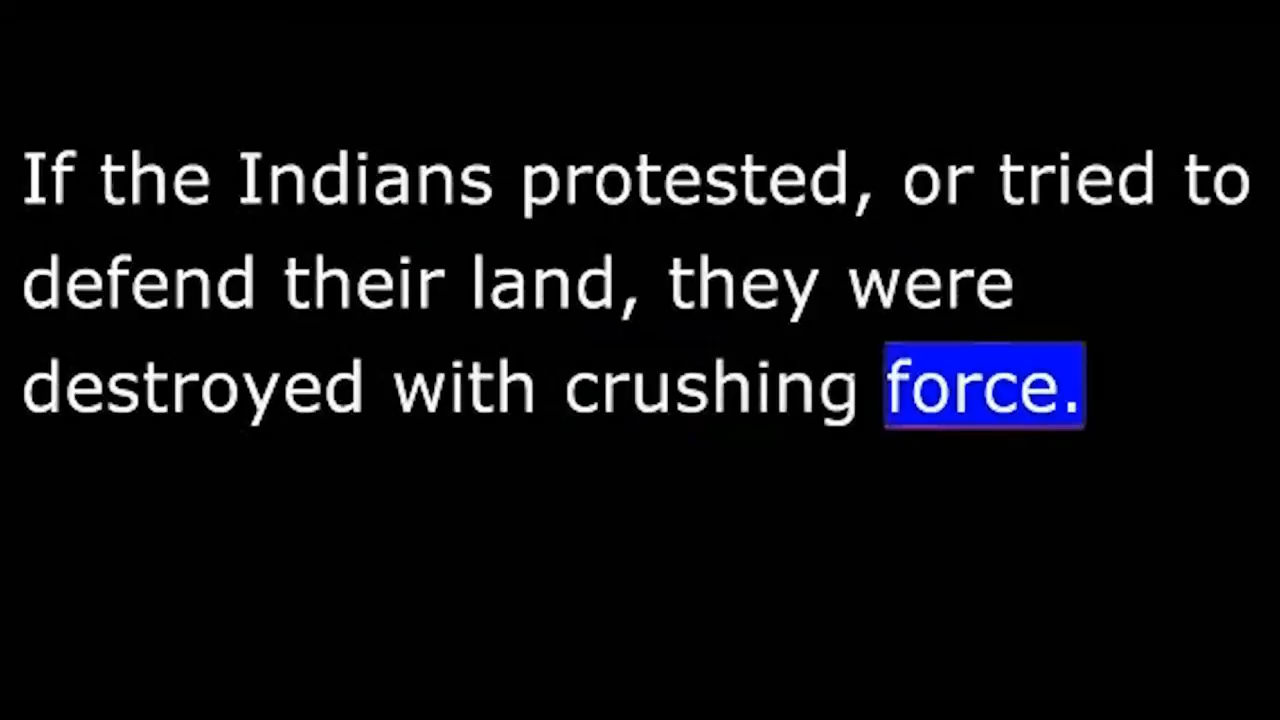 If the Indians protested, or tried to
defend their land, they were
destroyed with crushing force.